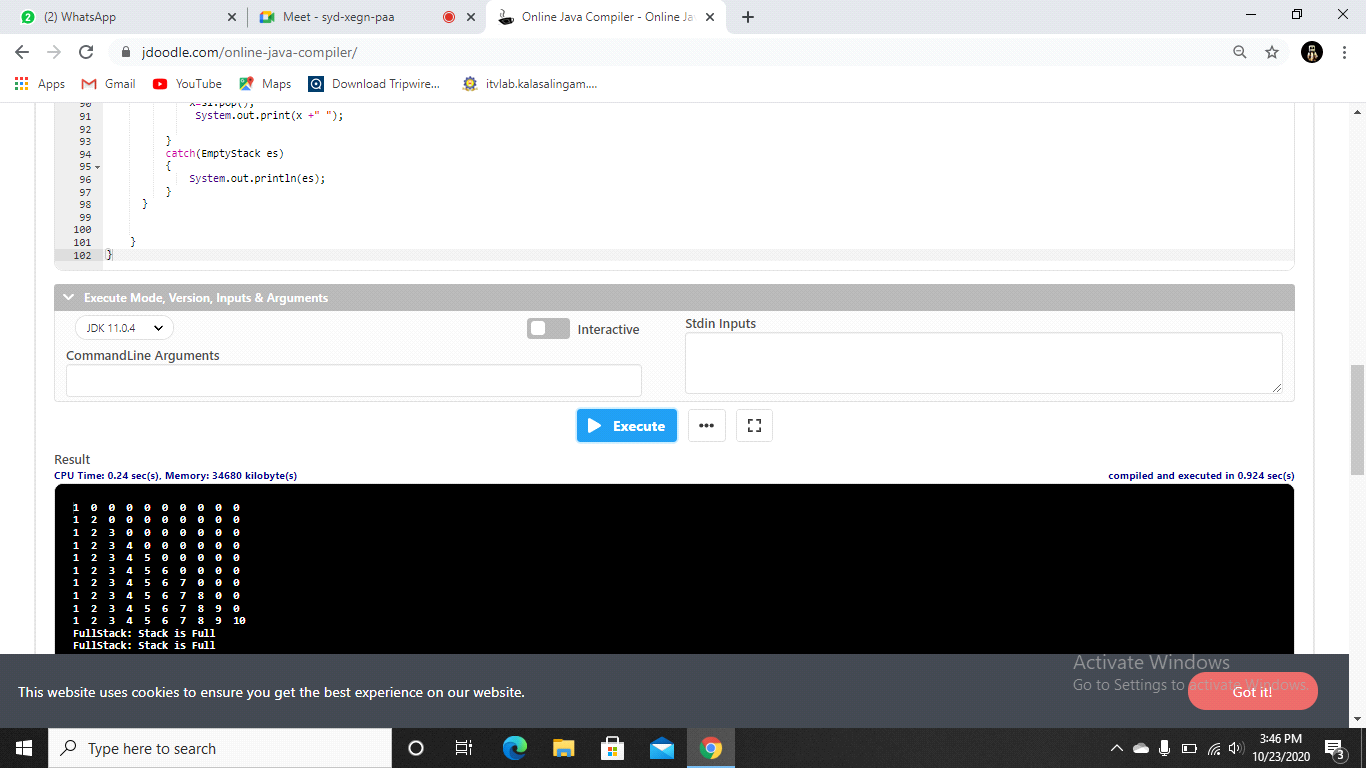 2 (2) WhatsApp
Meet - syd-xegn-paa
Online Java Compiler - Online Ja
jdoodle.com/online-java-compiler/
Apps Gmail YouTube Maps Download Tripwire... itvlab.kalasalingam....
90 x=s1.pop();
91 System.out.print(x +" ");
92
93 }
94 catch(EmptyStack es)
95 {
96 System.out.println(es);
97 }
98 }
99
100
101 }
102 }
Execute Mode, Version, Inputs & Arguments
JDK 11.0.4
Interactive
Stdin Inputs
CommandLine Arguments
Execute
Result
CPU Time: 0.24 sec(s), Memory: 34680 kilobyte(s)
compiled and executed in 0.924 sec(s)
1 0 0 0 0 0 0 0 0 0
1 2 0 0 0 0 0 0 0 0
1 2 3 0 0 0 0 0 0 0
1 2 3 4 0 0 0 0 0 0
1 2 3 4 5 0 0 0 0 0
1 2 3 4 5 6 0 0 0 0
1 2 3 4 5 6 7 0 0 0
1 2 3 4 5 6 7 8 0 0
1 2 3 4 5 6 7 8 9 0
1 2 3 4 5 6 7 8 9 10
FullStack: Stack is Full
FullStack: Stack is Full
This website uses cookies to ensure you get the best experience on our website.
Got it!
Activate Windows
Go to Settings to activate Windows.
Type here to search
3:46 PM
10/23/2020
3